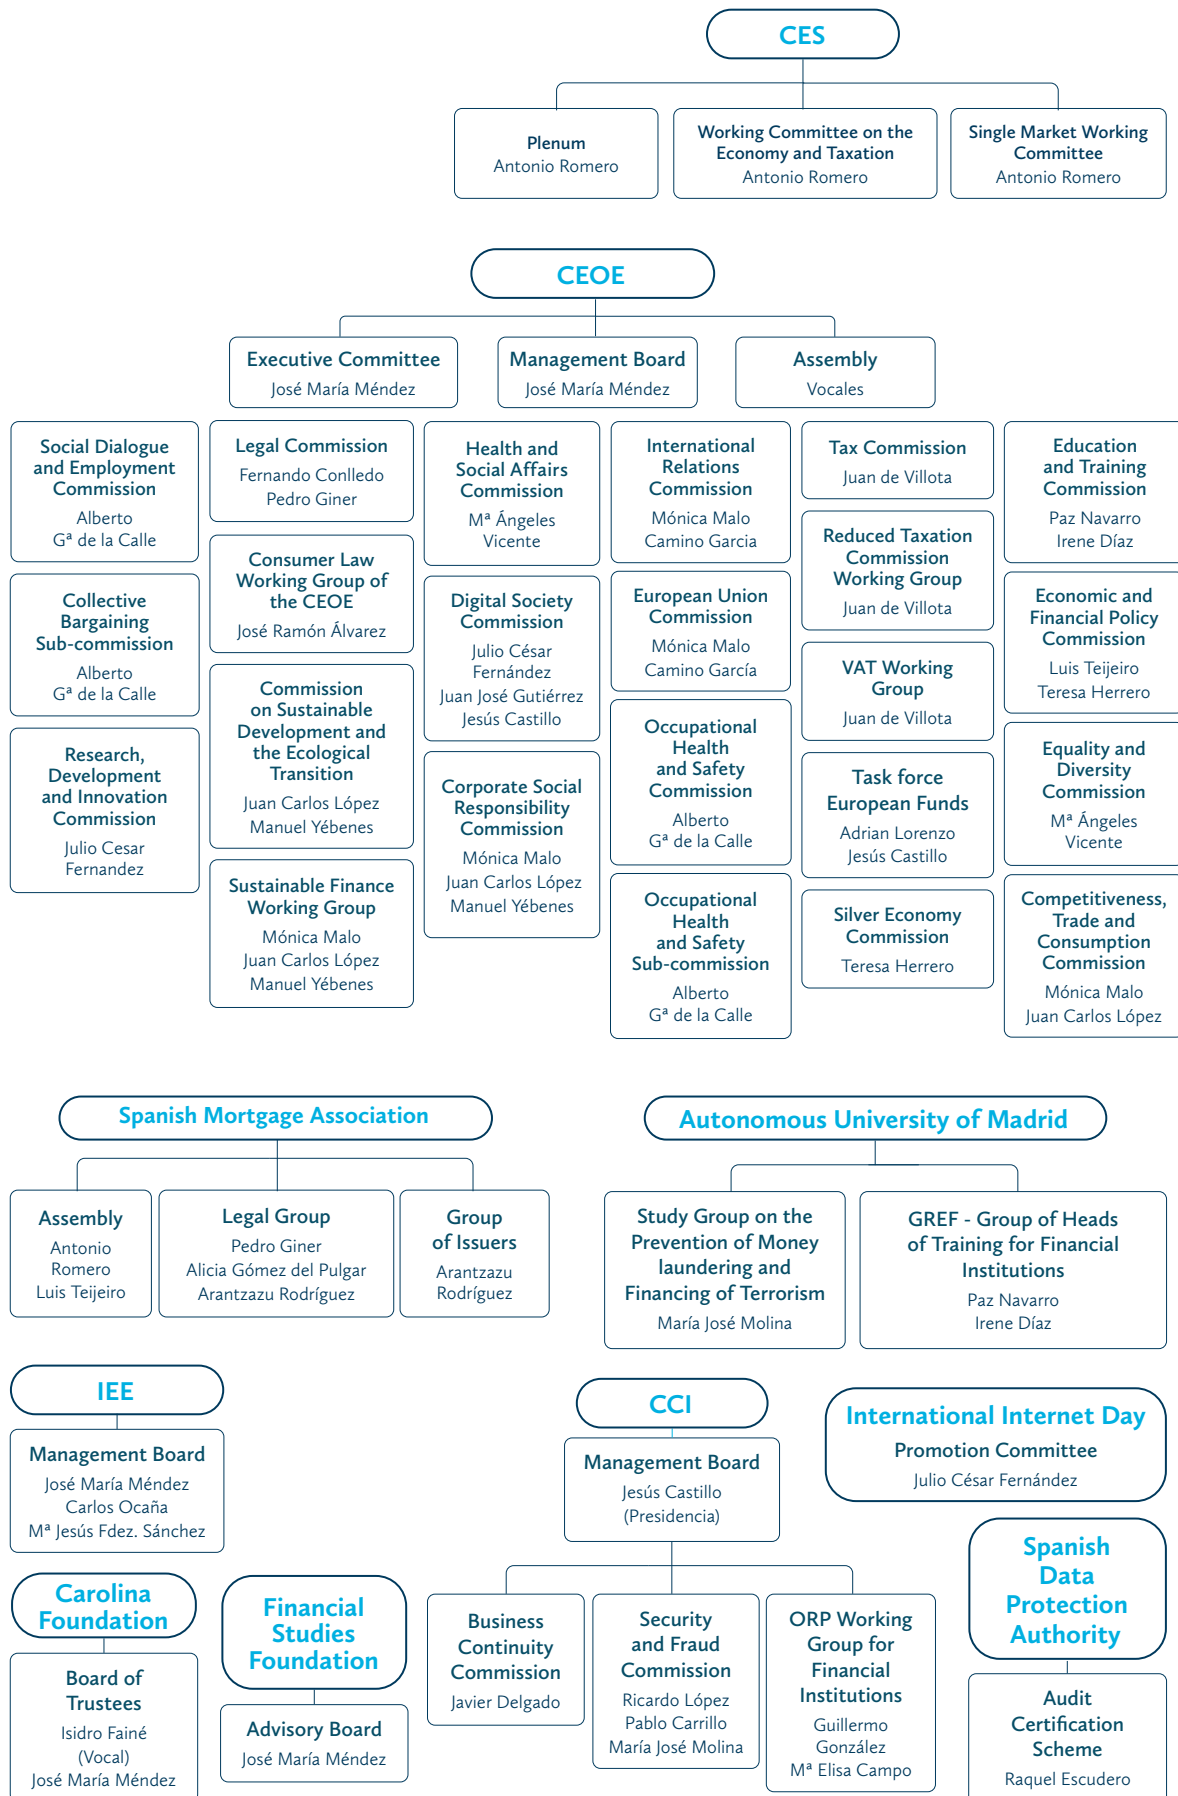 CES
Plenum
Antonio Romero
Working Committee on the
Economy and Taxation
Antonio Romero
Single Market Working
Committee
Antonio Romero
CEOE
Executive Committee
José María Méndez
Management Board
José María Méndez
Assembly
Vocales
Social Dialogue
and Employment
Commission
Alberto
Gª de la Calle
Collective
Bargaining
Sub-commission
Alberto
Gª de la Calle
Research,
Development
and Innovation
Commission
Julio Cesar
Fernandez
Legal Commission
Fernando Conlledo
Pedro Giner
Consumer Law
Working Group of
the CEOE
José Ramón Álvarez
Commission
on Sustainable
Development and
the Ecological
Transition
Juan Carlos López
Manuel Yébenes
Sustainable Finance
Working Group
Mónica Malo
Juan Carlos López
Manuel Yébenes
Health and
Social Affairs
Commission
Mª Ángeles
Vicente
Digital Society
Commission
Julio César
Fernández
Juan José Gutiérrez
Jesús Castillo
Corporate Social
Responsibility
Commission
Mónica Malo
Juan Carlos López
Manuel Yébenes
International
Relations
Commission
Mónica Malo
Camino Garcia
European Union
Commission
Mónica Malo
Camino García
Occupational
Health
and Safety
Commission
Alberto
Gª de la Calle
Occupational
Health
and Safety
Sub-commission
Alberto
Gª de la Calle
Tax Commission
Juan de Villota
Reduced Taxation
Commission
Working Group
Juan de Villota
VAT Working
Group
Juan de Villota
Task force
European Funds
Adrian Lorenzo
Jesús Castillo
Silver Economy
Commission
Teresa Herrero
Education
and Training
Commission
Paz Navarro
Irene Díaz
Economic and
Financial Policy
Commission
Luis Teijeiro
Teresa Herrero
Equality and
Diversity
Commission
Mª Ángeles
Vicente
Competitiveness,
Trade and
Consumption
Commission
Mónica Malo
Juan Carlos López
Spanish Mortgage Association
Assembly
Antonio
Romero
Luis Teijeiro
Legal Group
Pedro Giner
Alicia Gómez del Pulgar
Arantzazu Rodríguez
Group
of Issuers
Arantzazu
Rodríguez
Autonomous University of Madrid
Study Group on the
Prevention of Money
laundering and
Financing of Terrorism
María José Molina
GREF - Group of Heads
of Training for Financial
Institutions
Paz Navarro
Irene Díaz
IEE
Management Board
José María Méndez
Carlos Ocaña
Mª Jesús Fdez. Sánchez
CCI
Management Board
Jesús Castillo
(Presidencia)
Business
Continuity
Commission
Javier Delgado
Security
and Fraud
Commission
Ricardo López
Pablo Carrillo
María José Molina
ORP Working
Group for
Financial
Institutions
Guillermo
González
Mª Elisa Campo
International Internet Day
Promotion Committee
Julio César Fernández
Carolina
Foundation
Board of
Trustees
Isidro Fainé
(Vocal)
José María Méndez
Financial
Studies
Foundation
Advisory Board
José María Méndez
Spanish
Data
Protection
Authority
Audit
Certification
Scheme
Raquel Escudero